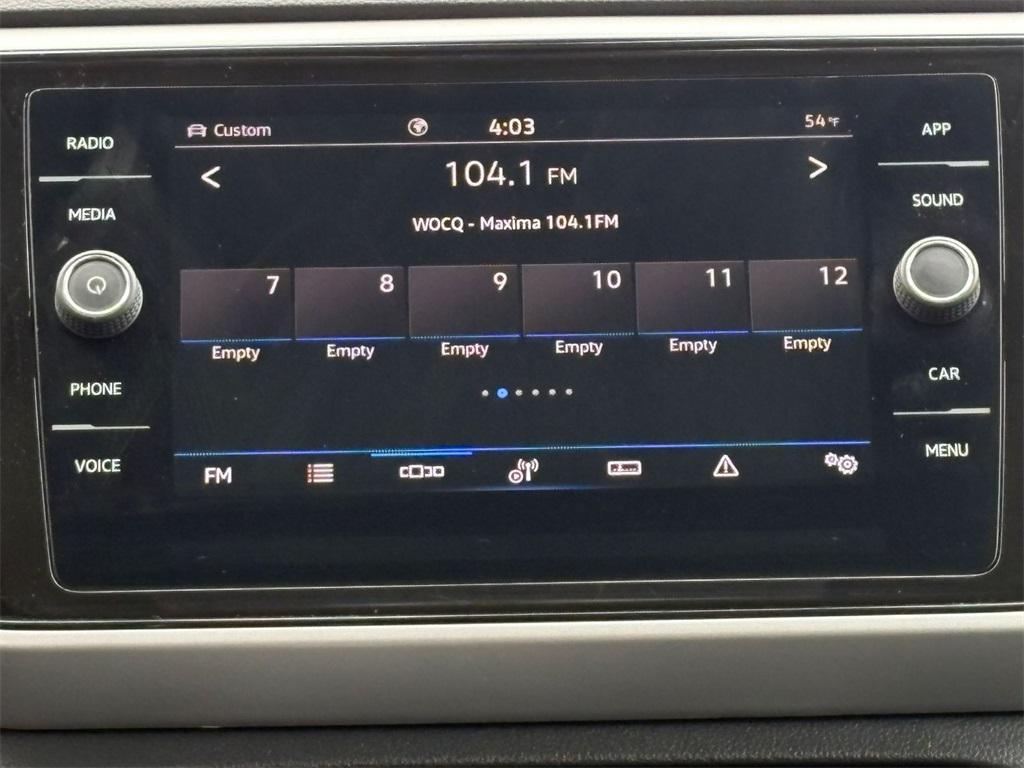 RADIO
MEDIA
PHONE
VOICE
Custom
4:03
54°F
104.1 FM
WOCQ - Maxima 104.1FM
7 8 9 10 11 12
Empty Empty Empty Empty Empty Empty
FM
APP
SOUND
CAR
MENU